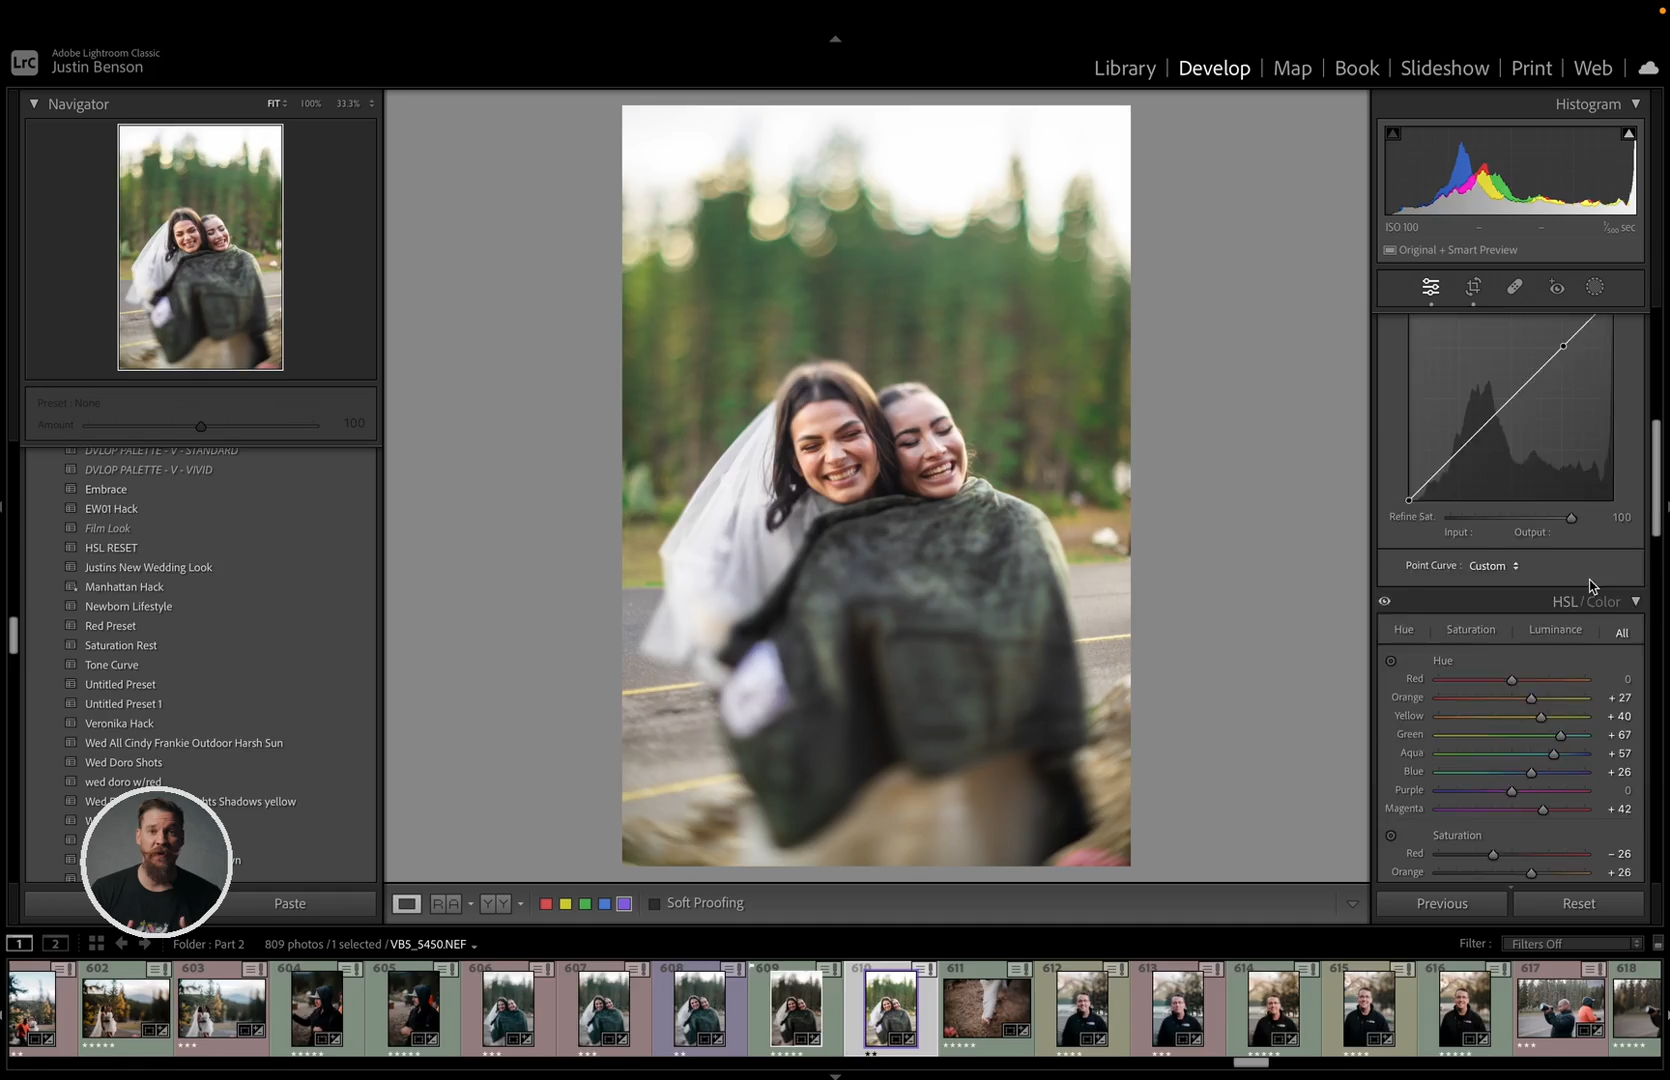 LrC
Adobe Lightroom Classic
Justin Benson
Library | Develop | Map | Book | Slideshow | Print | Web |
Navigator FIT 100% 33.3%
Histogram
ISO 100 – – 1/500 sec
Original + Smart Preview
Preset : None
Amount 100
DVLOP PALETTE - V - STANDARD
DVLOP PALETTE - V - VIVID
Embrace
EW01 Hack
Film Look
HSL RESET
Justins New Wedding Look
Manhattan Hack
Newborn Lifestyle
Red Preset
Saturation Rest
Tone Curve
Untitled Preset
Untitled Preset 1
Veronika Hack
Wed All Cindy Frankie Outdoor Harsh Sun
Wed Doro Shots
wed doro w/red
Shadows yellow
Paste
Refine Sat. 100
Input : Output :
Point Curve : Custom
HSL / Color
Hue | Saturation | Luminance | All
Hue
Red 0
Orange + 27
Yellow + 40
Green + 67
Aqua + 57
Blue + 26
Purple 0
Magenta + 42
Saturation
Red – 26
Orange + 26
Previous Reset
R A Y Y Soft Proofing
1 2 Folder : Part 2 809 photos / 1 selected / VB5_5450.NEF Filter : Filters Off
602 603 604 605 606 607 608 609 610 611 612 613 614 615 616 617 618